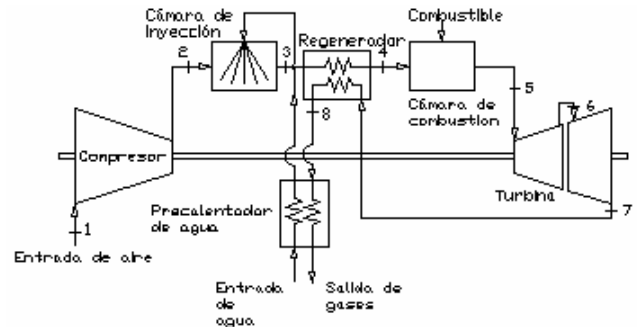 Cámara de
inyección
Combustible
2
3
Regenerador
4
Cámara de
combustion
5
6
8
Compresor
Turbina
7
Precalentador
de agua
1
Entrada de aire
Entrada
de
agua
Salida de
gases